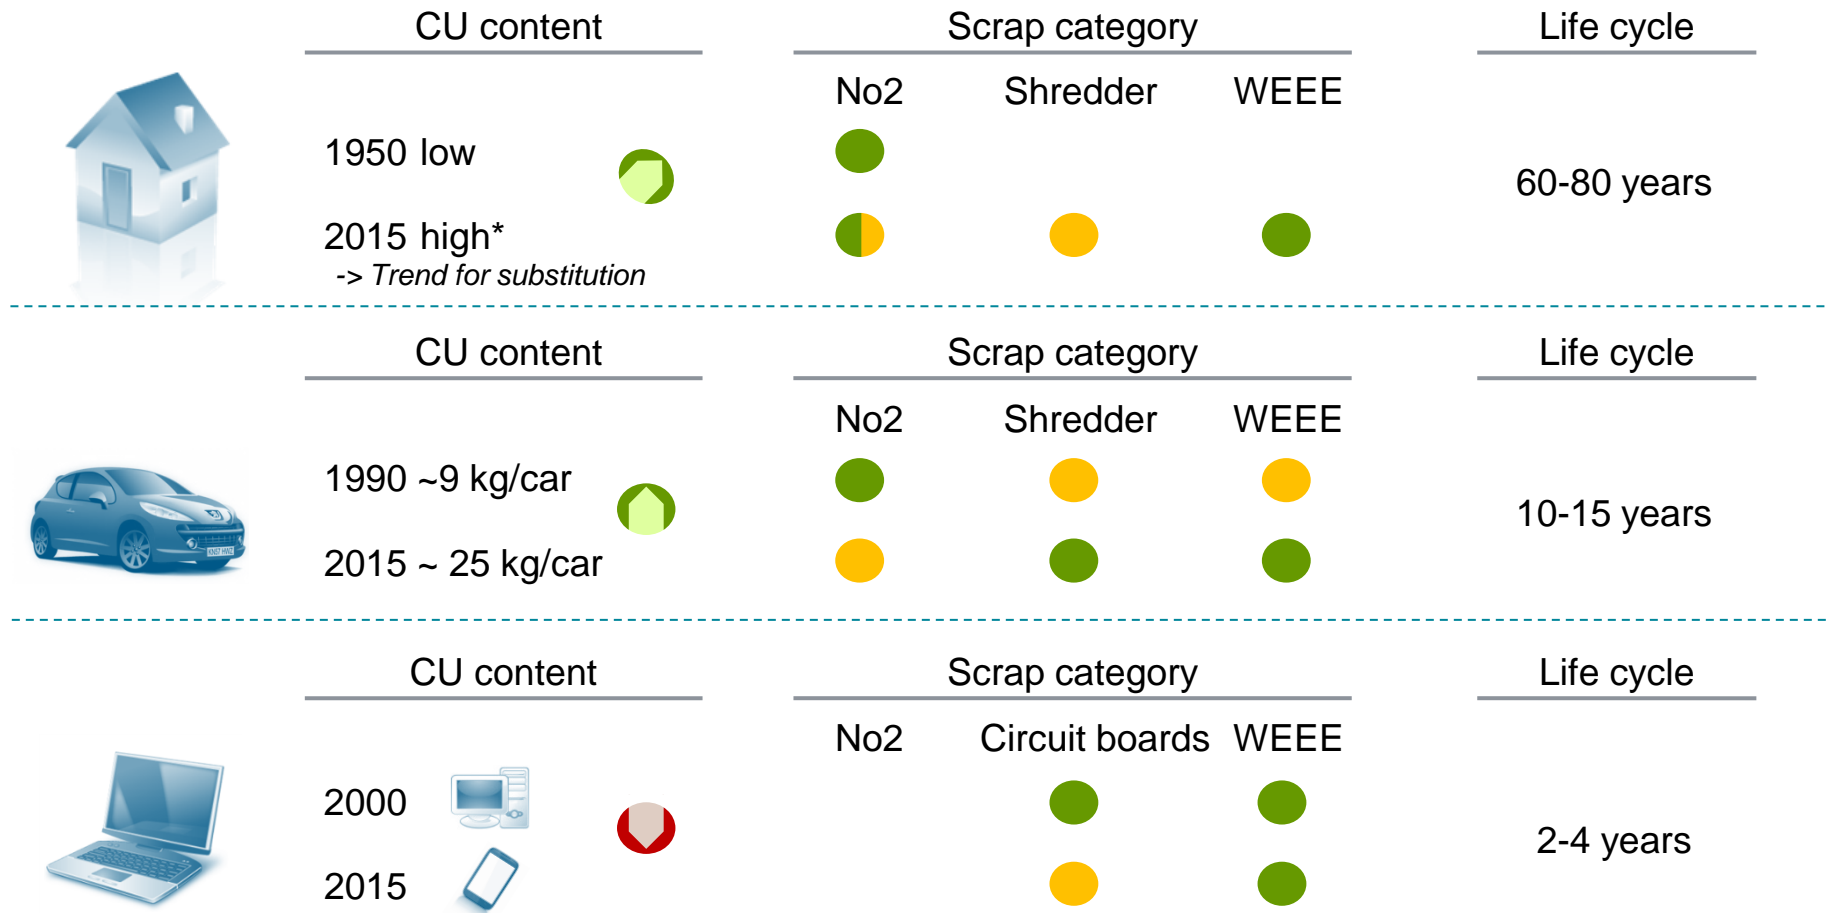 CU content Scrap category Life cycle
No2 Shredder WEEE
1950 low
60-80 years
2015 high*
-> Trend for substitution
CU content Scrap category Life cycle
No2 Shredder WEEE
1990 ~9 kg/car
10-15 years
KN57 HWZ
2015 ~ 25 kg/car
CU content Scrap category Life cycle
No2 Circuit boards WEEE
2000
2-4 years
2015